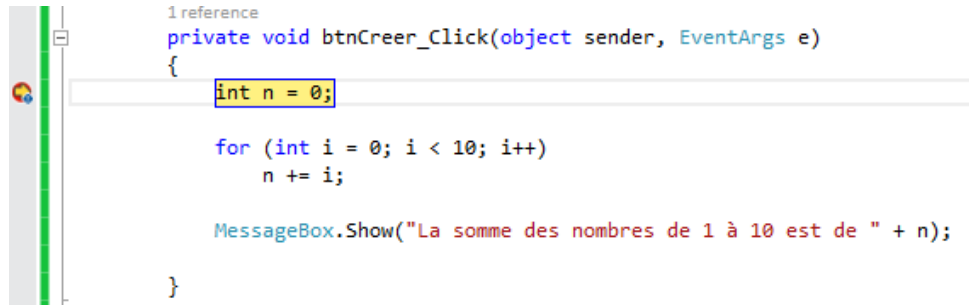 1 reference
private void btnCreer_Click(object sender, EventArgs e)
{
int n = 0;
for (int i = 0; i < 10; i++)
n += i;
MessageBox.Show("La somme des nombres de 1 à 10 est de " + n);
}